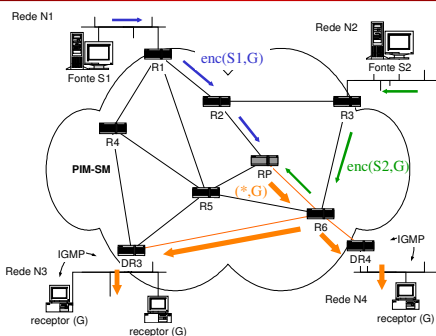 Rede N1
Rede N2
Fonte S1
R1
enc(S1,G)
Fonte S2
R2
R3
R4
PIM-SM
RP
enc(S2,G)
R5
(*,G)
R6
DR3
DR4
IGMP
IGMP
Rede N3
Rede N4
receptor (G)
receptor (G)
receptor (G)